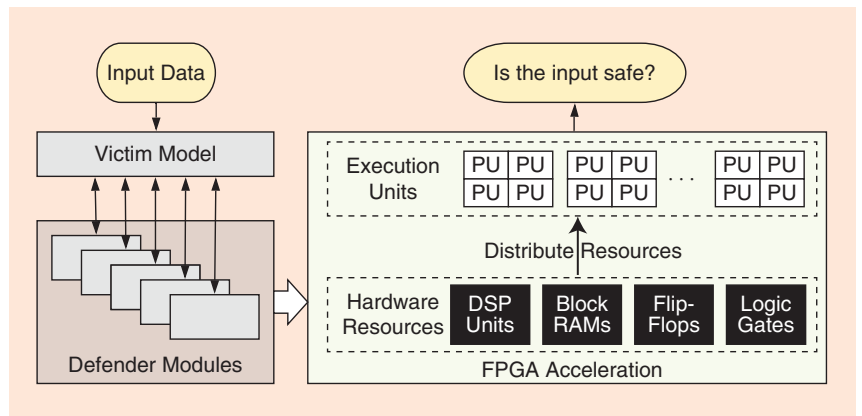 Input Data
Is the input safe?
Victim Model
Execution
Units
PU PU PU PU . . . PU PU
PU PU PU PU PU PU
Distribute Resources
Hardware
Resources
DSP
Units
Block
RAMs
Flip-
Flops
Logic
Gates
Defender Modules
FPGA Acceleration